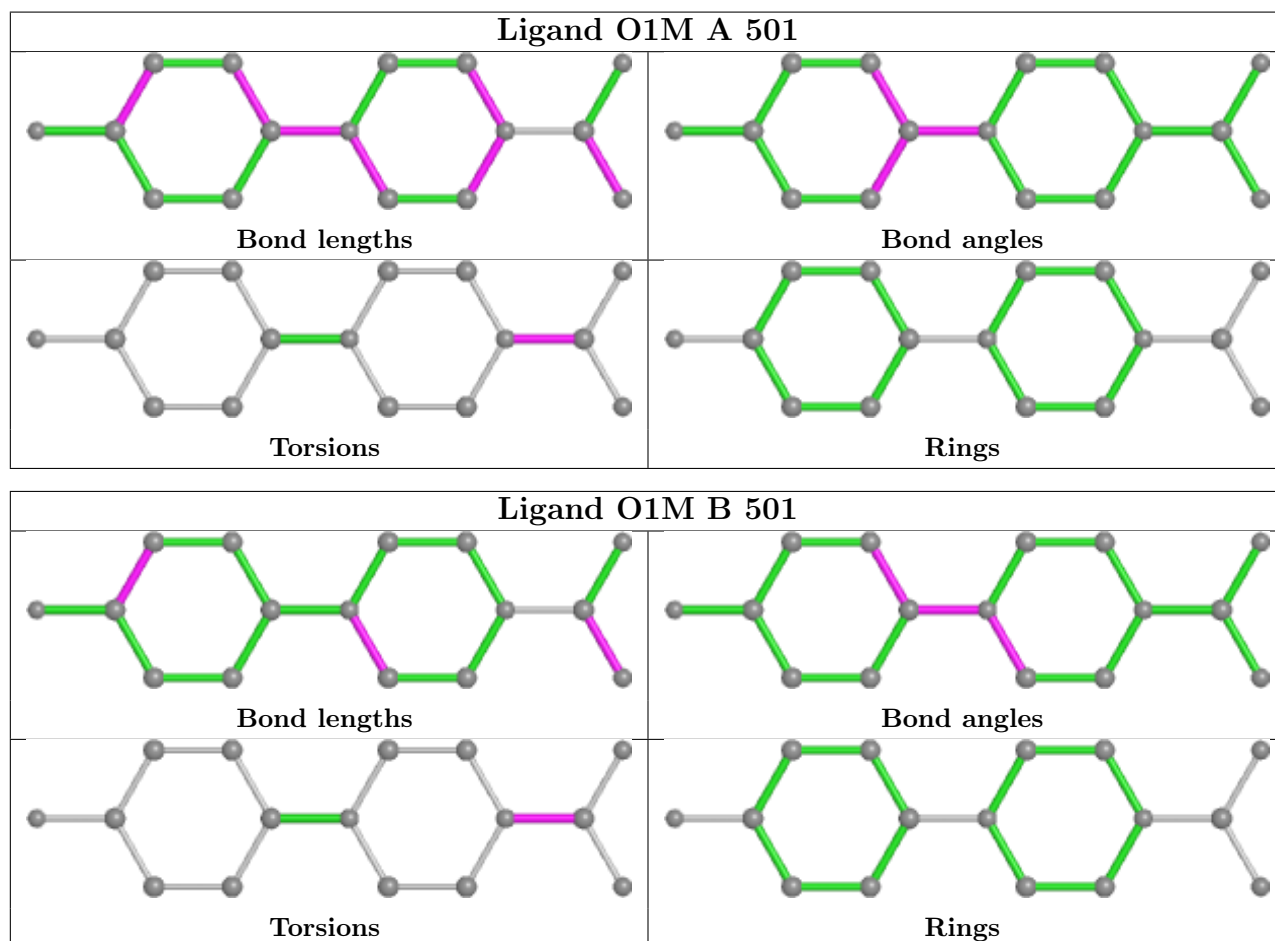 Ligand O1M A 501
Bond lengths
Bond angles
Torsions
Rings
Ligand O1M B 501
Bond lengths
Bond angles
Torsions
Rings